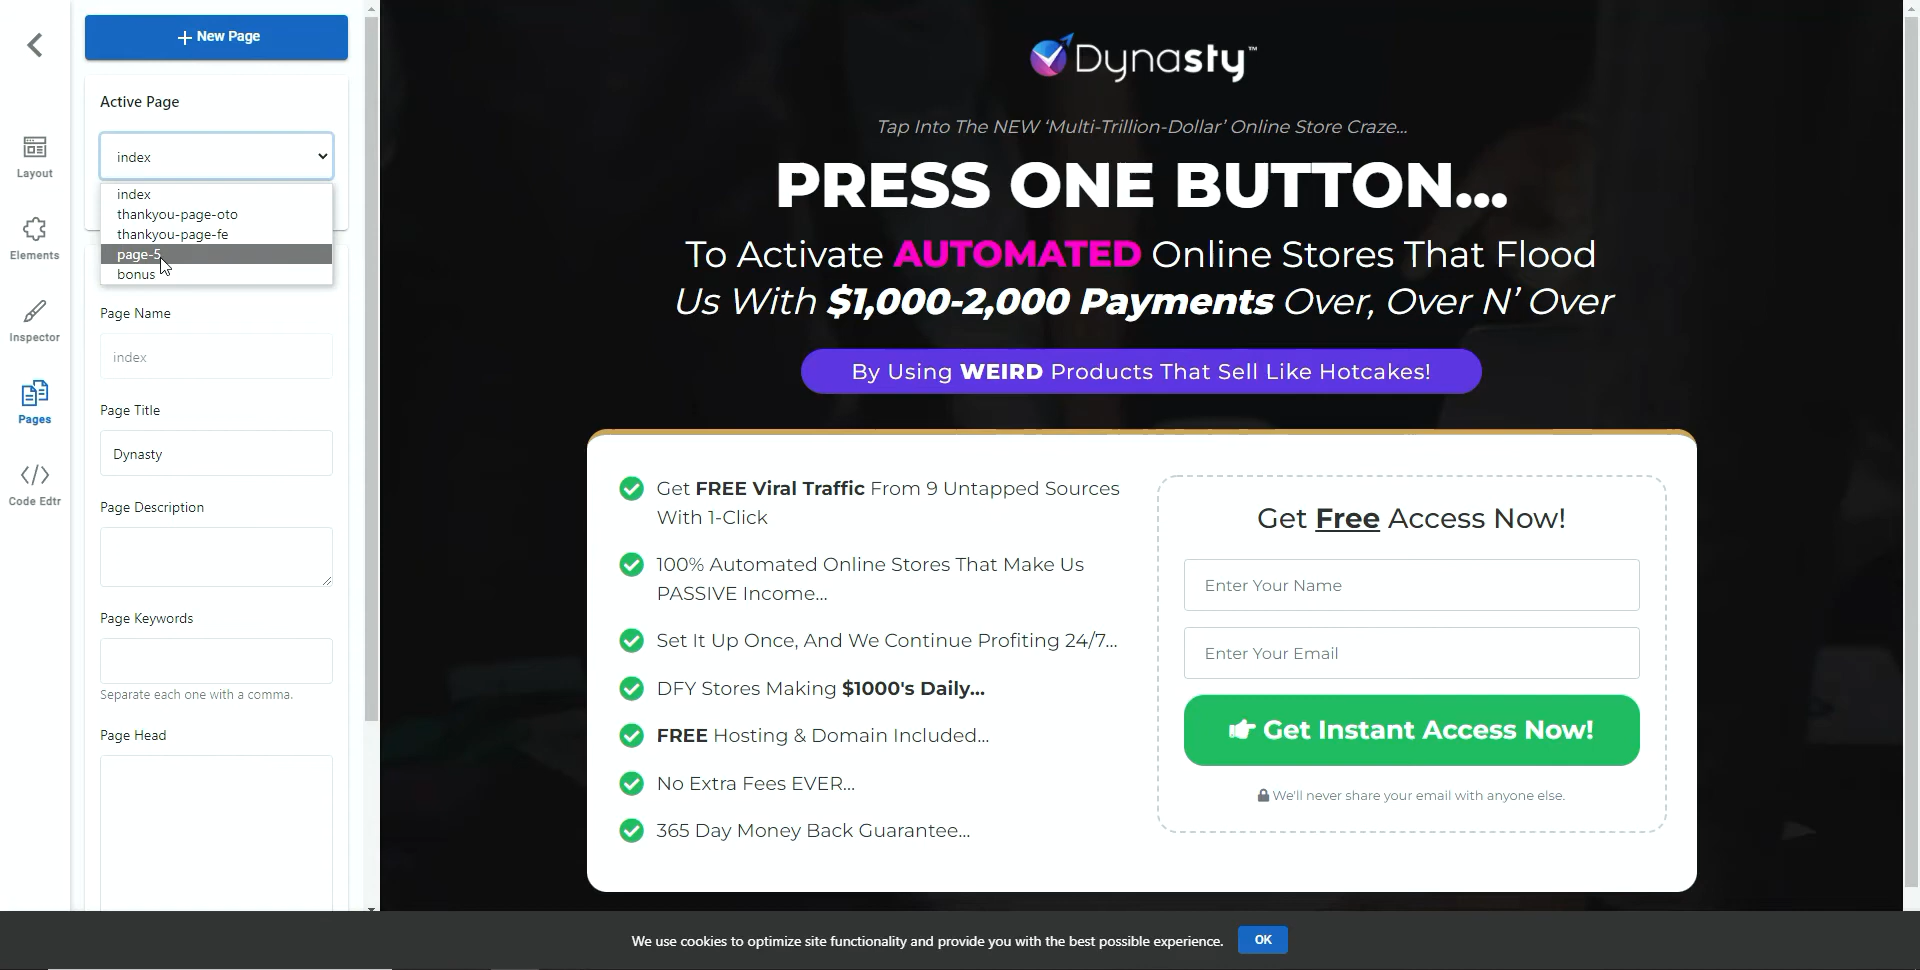 + New Page
Active Page
index
index
thankyou-page-oto
thankyou-page-fe
page-5
bonus
Layout
Elements
Inspector
Pages
Code Edtr
Page Name
index
Page Title
Dynasty
Page Description
Page Keywords
Separate each one with a comma.
Page Head
Dynasty™
Tap Into The NEW ‘Multi-Trillion-Dollar’ Online Store Craze...
PRESS ONE BUTTON...
To Activate AUTOMATED Online Stores That Flood
Us With $1,000-2,000 Payments Over, Over N’ Over
By Using WEIRD Products That Sell Like Hotcakes!
Get FREE Viral Traffic From 9 Untapped Sources
With 1-Click
100% Automated Online Stores That Make Us
PASSIVE Income...
Set It Up Once, And We Continue Profiting 24/7...
DFY Stores Making $1000's Daily...
FREE Hosting & Domain Included...
No Extra Fees EVER...
365 Day Money Back Guarantee...
Get Free Access Now!
Enter Your Name
Enter Your Email
Get Instant Access Now!
We'll never share your email with anyone else.
We use cookies to optimize site functionality and provide you with the best possible experience.
OK